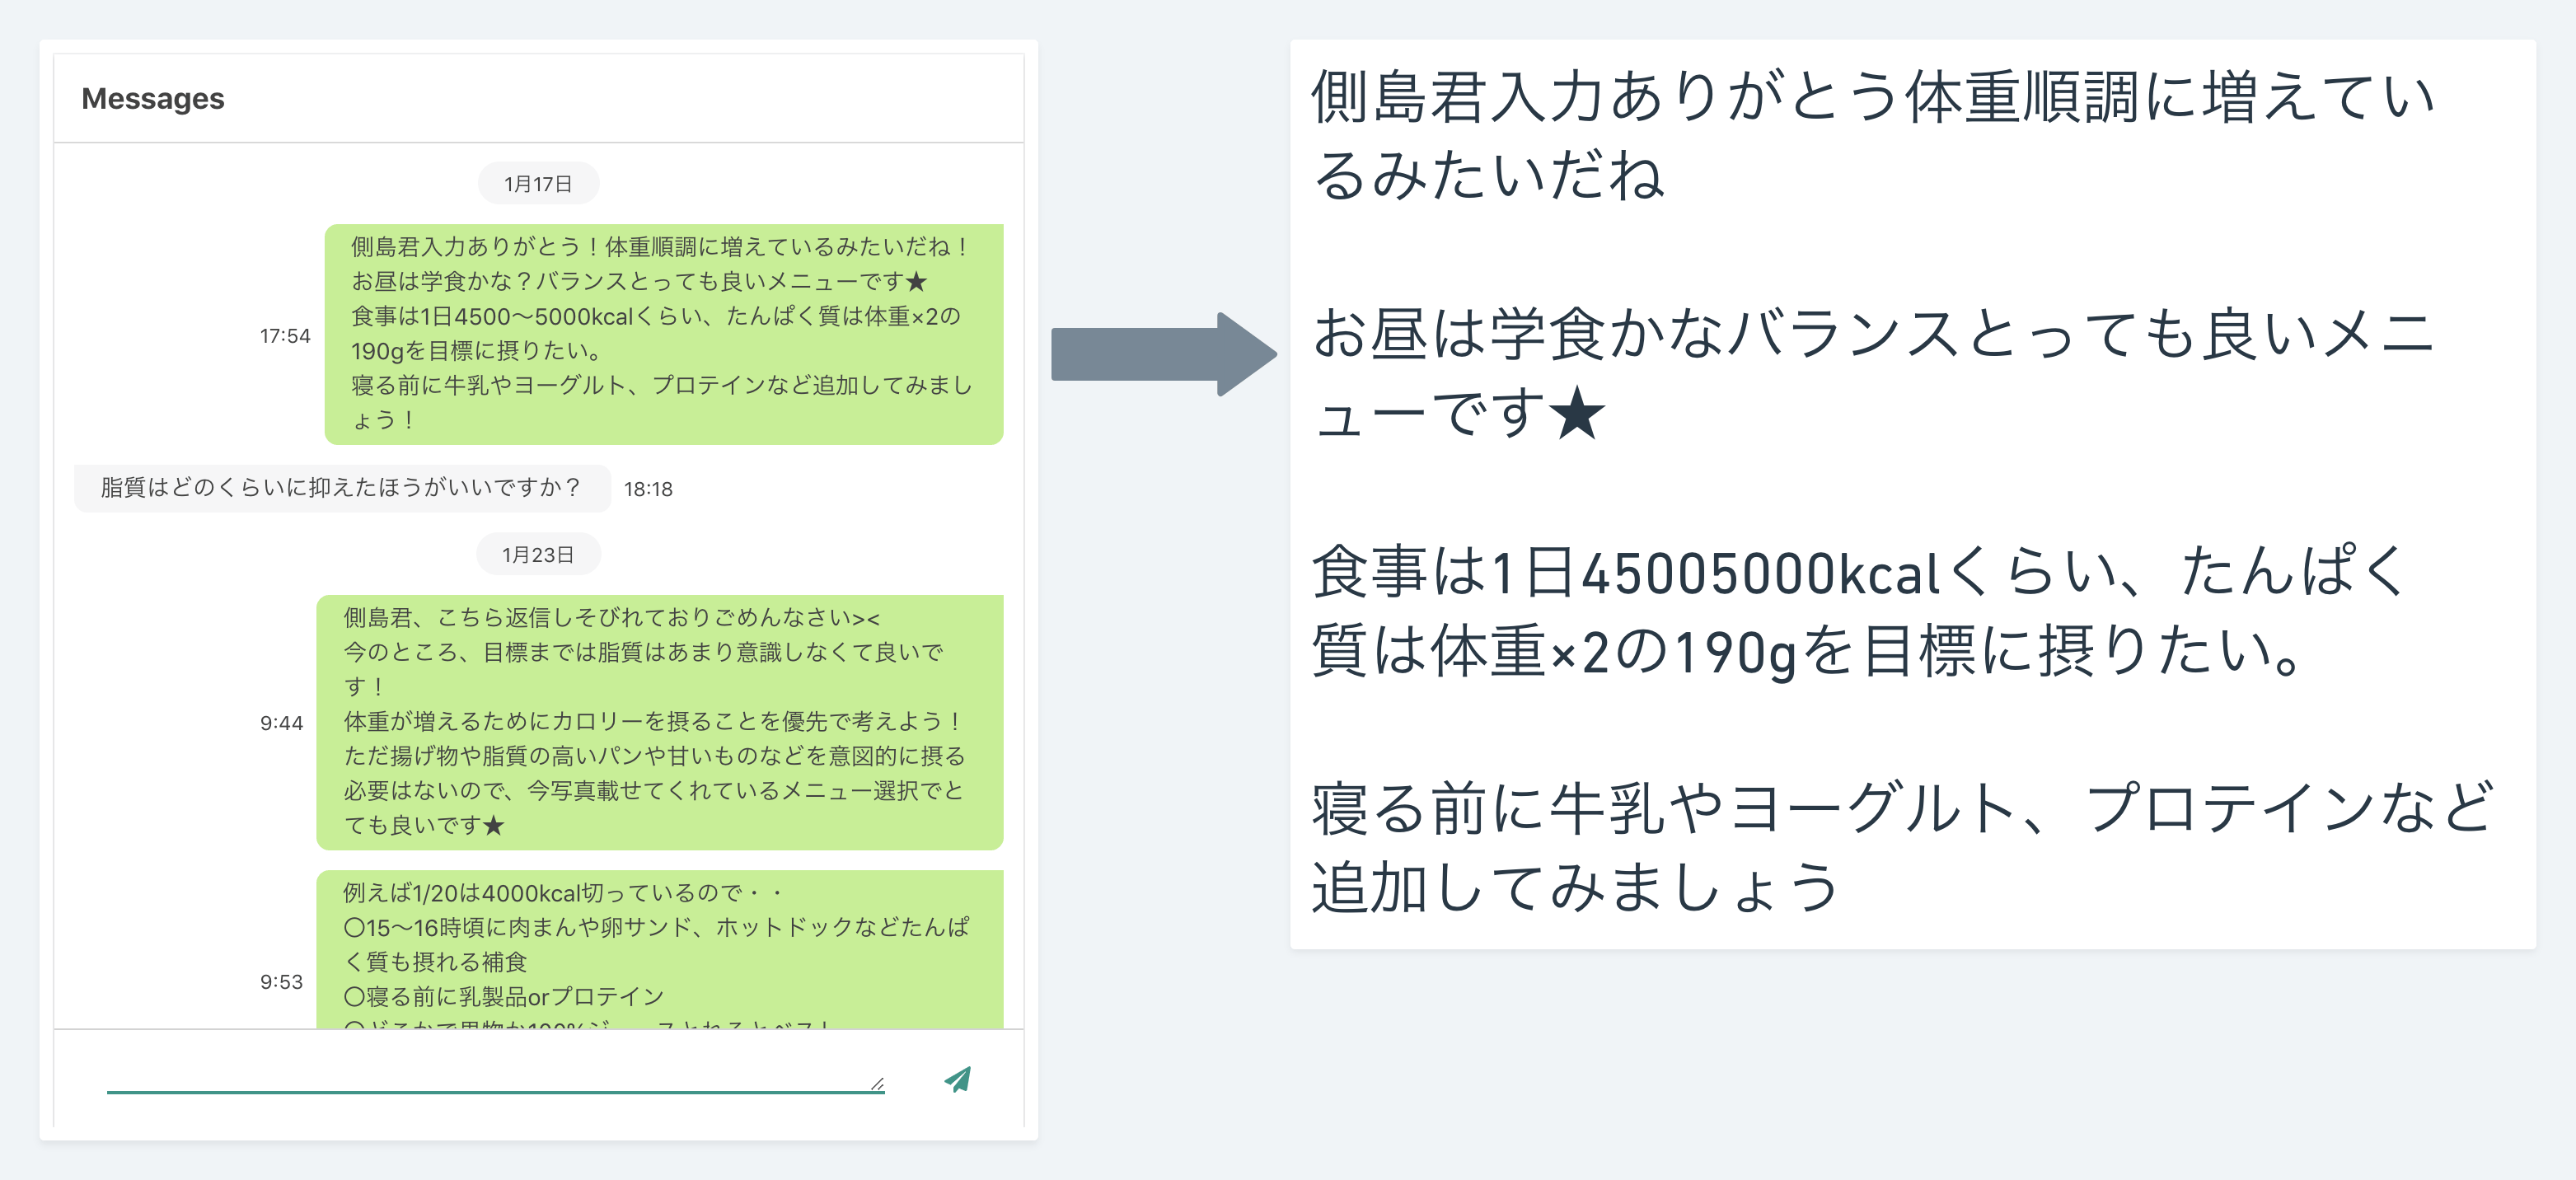 Messages
1月17日
側島君入力ありがとう！体重順調に増えているみたいだね！
お昼は学食かな？バランスとっても良いメニューです★
食事は1日4500〜5000kcalくらい、たんぱく質は体重×2の
190gを目標に摂りたい。
寝る前に牛乳やヨーグルト、プロテインなど追加してみまし
ょう！
17:54
脂質はどのくらいに抑えたほうがいいですか？
18:18
1月23日
側島君、こちら返信しそびれておりごめんなさい><
今のところ、目標までは脂質はあまり意識しなくて良いで
す！
体重が増えるためにカロリーを摂ることを優先で考えよう！
ただ揚げ物や脂質の高いパンや甘いものなどを意図的に摂る
必要はないので、今写真載せてくれているメニュー選択でと
ても良いです★
9:44
例えば1/20は4000kcal切っているので・・
〇15〜16時頃に肉まんや卵サンド、ホットドックなどたんぱ
く質も摂れる補食
〇寝る前に乳製品orプロテイン
9:53
側島君入力ありがとう体重順調に増えてい
るみたいだね
お昼は学食かなバランスとっても良いメニ
ューです★
食事は1日45005000kcalくらい、たんぱく
質は体重×2の190gを目標に摂りたい。
寝る前に牛乳やヨーグルト、プロテインなど
追加してみましょう